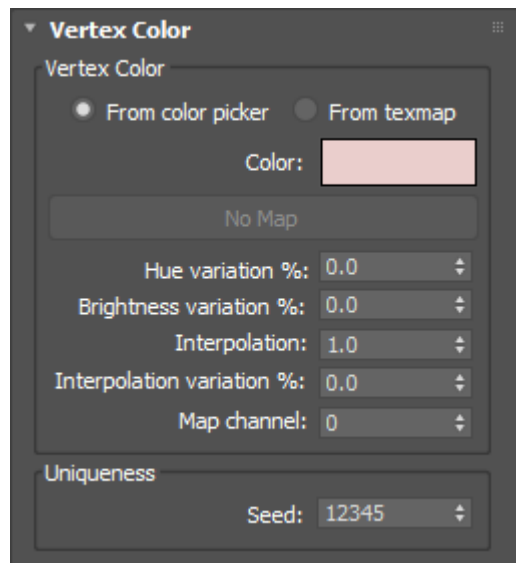 Vertex Color
Vertex Color
From color picker From texmap
Color:
No Map
Hue variation %: 0.0
Brightness variation %: 0.0
Interpolation: 1.0
Interpolation variation %: 0.0
Map channel: 0
Uniqueness
Seed: 12345